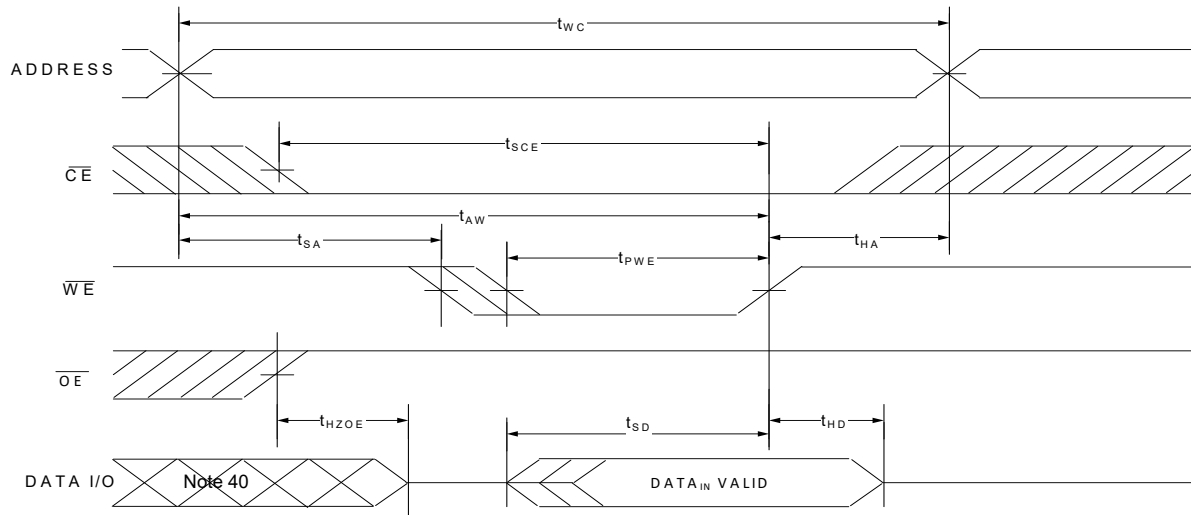 tWC
ADDRESS
tSCE
CE
tAW
tSA
tHA
tPWE
WE
OE
tHZOE
tSD
tHD
DATA I/O
Note 40
DATAIN VALID